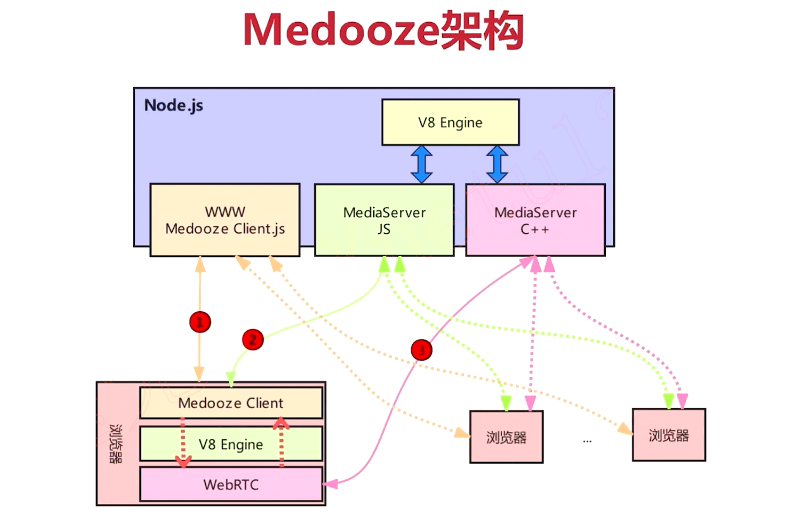 Medooze架构
Node.js
V8 Engine
WWW
Medooze Client.js
MediaServer
JS
MediaServer
C++
1
2
3
浏览器
Medooze Client
V8 Engine
WebRTC
浏览器
...
浏览器